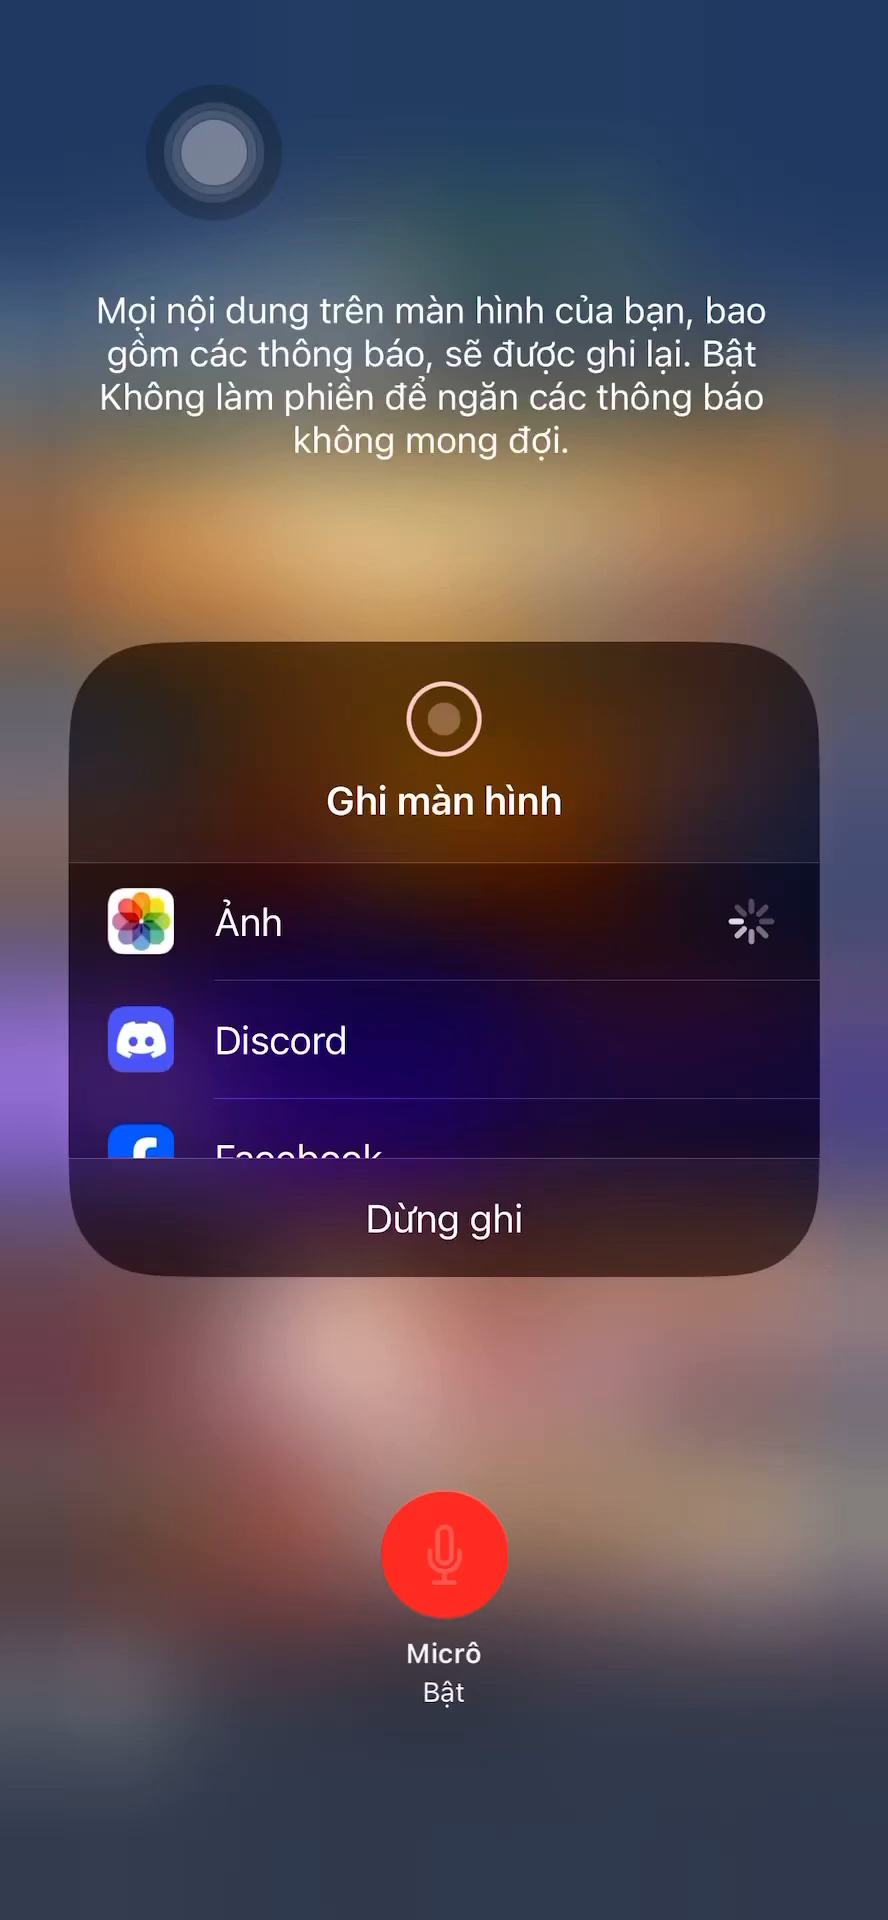 Mọi nội dung trên màn hình của bạn, bao
gồm các thông báo, sẽ được ghi lại. Bật
Không làm phiền để ngăn các thông báo
không mong đợi.
Ghi màn hình
Ảnh
Discord
Facebook
Dừng ghi
Micrô
Bật